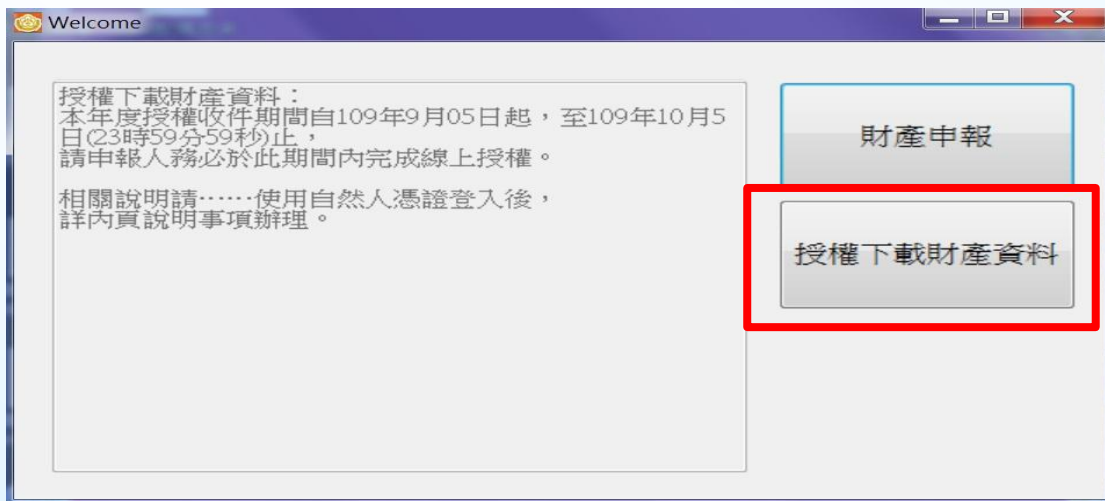 Welcome
授權下載財產資料：
本年度授權收件期間自109年9月05日起，至109年10月5
日(23時59分59秒)止，
請申報人務必於此期間內完成線上授權。
相關說明請……使用自然人憑證登入後，
詳內頁說明事項辦理。
財產申報
授權下載財產資料